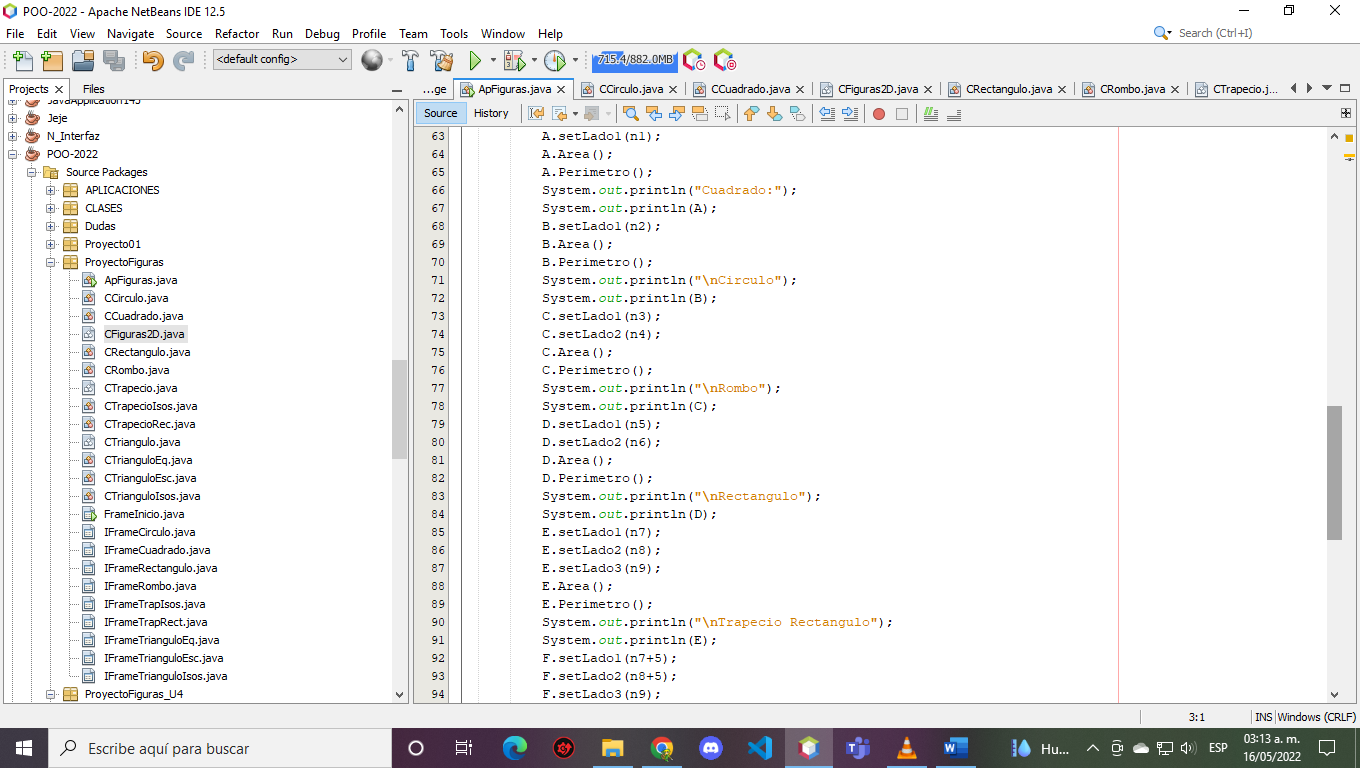 POO-2022 - Apache NetBeans IDE 12.5
File Edit View Navigate Source Refactor Run Debug Profile Team Tools Window Help
Search (Ctrl+I)
<default config>
715.4/882.0MB
Projects
Files
JavaApplication145
Jeje
N_Interfaz
POO-2022
Source Packages
APLICACIONES
CLASES
Dudas
Proyecto01
ProyectoFiguras
ApFiguras.java
CCirculo.java
CCuadrado.java
CFiguras2D.java
CRectangulo.java
CRombo.java
CTrapecio.java
CTrapecioIsos.java
CTrapecioRec.java
CTriangulo.java
CTrianguloEq.java
CTrianguloEsc.java
CTrianguloIsos.java
FrameInicio.java
IFrameCirculo.java
IFrameCuadrado.java
IFrameRectangulo.java
IFrameRombo.java
IFrameTrapIsos.java
IFrameTrapRect.java
IFrameTrianguloEq.java
IFrameTrianguloEsc.java
IFrameTrianguloIsos.java
ProyectoFiguras_U4
...ge ApFiguras.java CCirculo.java CCuadrado.java CFiguras2D.java CRectangulo.java CRombo.java CTrapecio.j...
Source History
63 A.setLado1(n1);
64 A.Area();
65 A.Perimetro();
66 System.out.println("Cuadrado:");
67 System.out.println(A);
68 B.setLado1(n2);
69 B.Area();
70 B.Perimetro();
71 System.out.println("\nCirculo");
72 System.out.println(B);
73 C.setLado1(n3);
74 C.setLado2(n4);
75 C.Area();
76 C.Perimetro();
77 System.out.println("\nRombo");
78 System.out.println(C);
79 D.setLado1(n5);
80 D.setLado2(n6);
81 D.Area();
82 D.Perimetro();
83 System.out.println("\nRectangulo");
84 System.out.println(D);
85 E.setLado1(n7);
86 E.setLado2(n8);
87 E.setLado3(n9);
88 E.Area();
89 E.Perimetro();
90 System.out.println("\nTrapecio Rectangulo");
91 System.out.println(E);
92 F.setLado1(n7+5);
93 F.setLado2(n8+5);
94 F.setLado3(n9);
3:1 INS Windows (CRLF)
Escribe aquí para buscar
Hu...
ESP
03:13 a. m.
16/05/2022